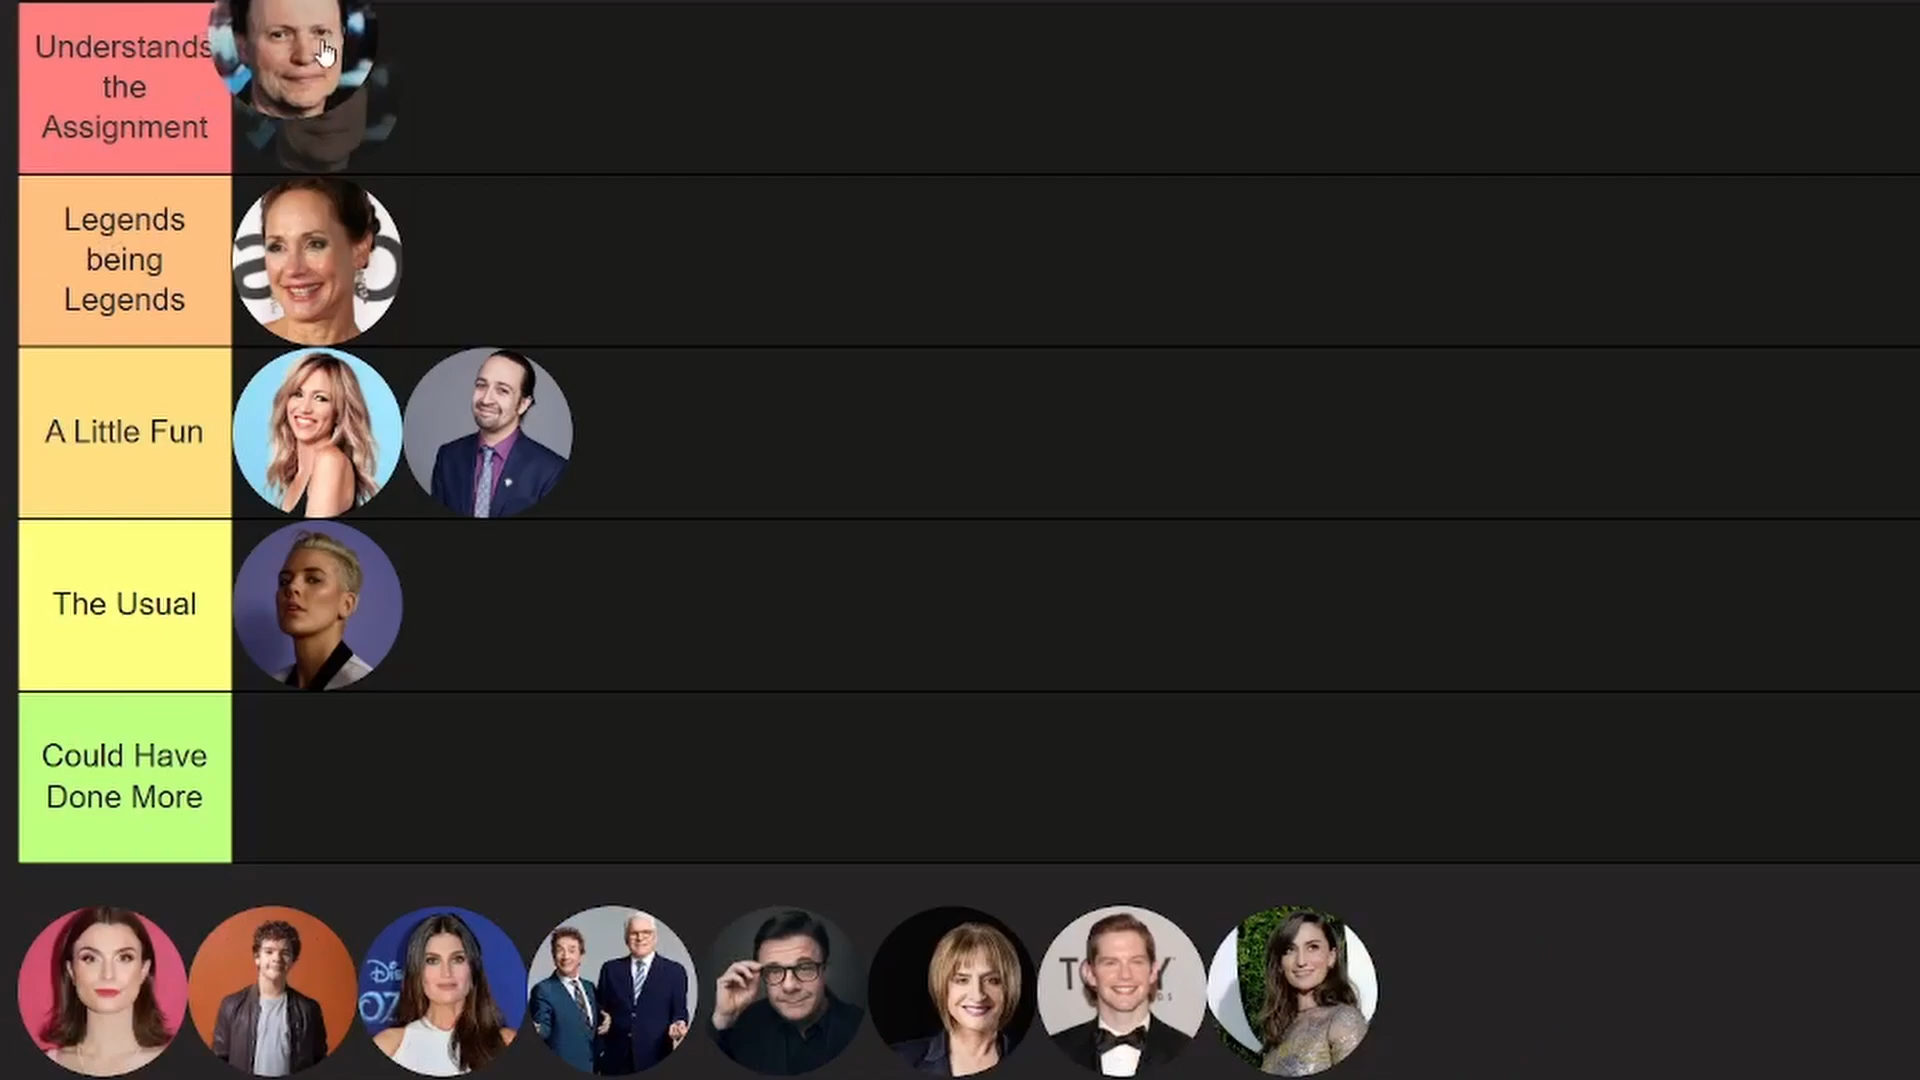 Understands
the
Assignment
Legends
being
Legends
A Little Fun
The Usual
Could Have
Done More